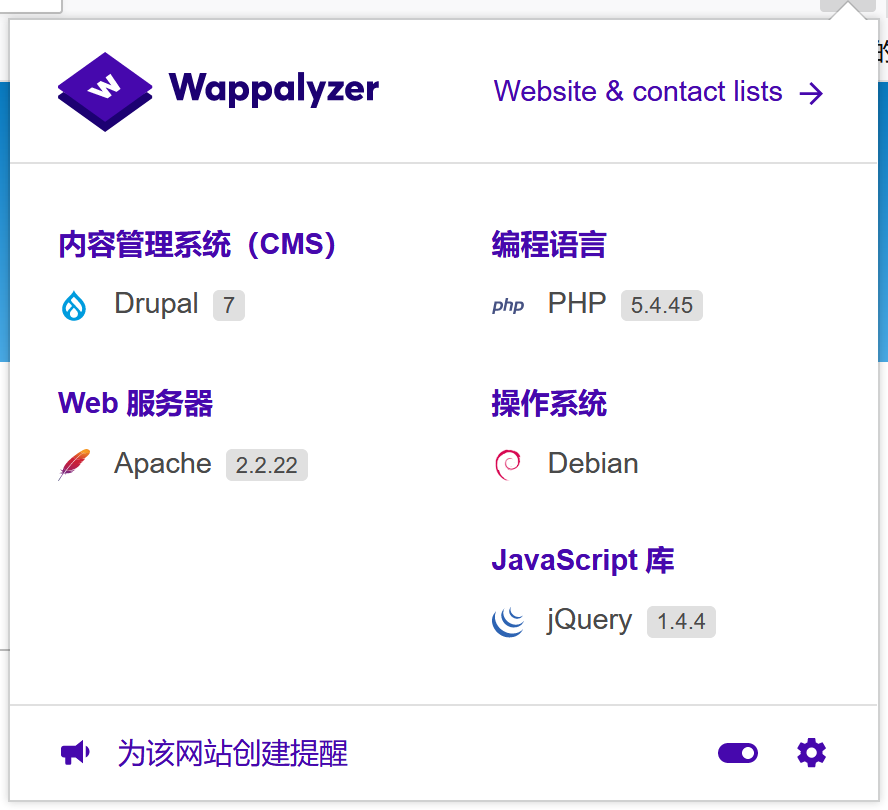 Wappalyzer
Website & contact lists
内容管理系统（CMS）
Drupal 7
Web 服务器
Apache 2.2.22
编程语言
php PHP 5.4.45
操作系统
Debian
JavaScript 库
jQuery 1.4.4
为该网站创建提醒